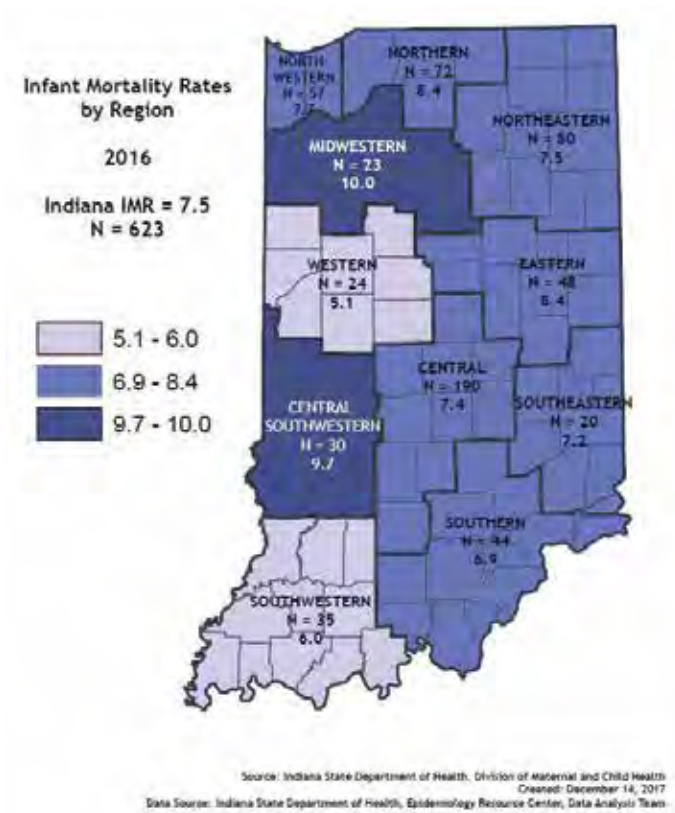 Infant Mortality Rates
by Region
2016
Indiana IMR = 7.5
N = 623
5.1 - 6.0
6.9 - 8.4
9.7 - 10.0
NORTH
WESTERN
N = 57
NORTHERN
N = 72
8.4
NORTHEASTERN
N = 80
7.5
MIDWESTERN
N = 23
10.0
WESTERN
N = 24
5.1
EASTERN
N = 48
8.4
CENTRAL
N = 190
7.4
CENTRAL
SOUTHWESTERN
N = 30
9.7
SOUTHEASTERN
N = 20
7.2
SOUTHERN
N = 44
6.9
SOUTHWESTERN
N = 35
6.0
Source: Indiana State Department of Health, Division of Maternal and Child Health
Created: December 14, 2017
Data Source: Indiana State Department of Health, Epidemiology Resource Center, Data Analysis Team